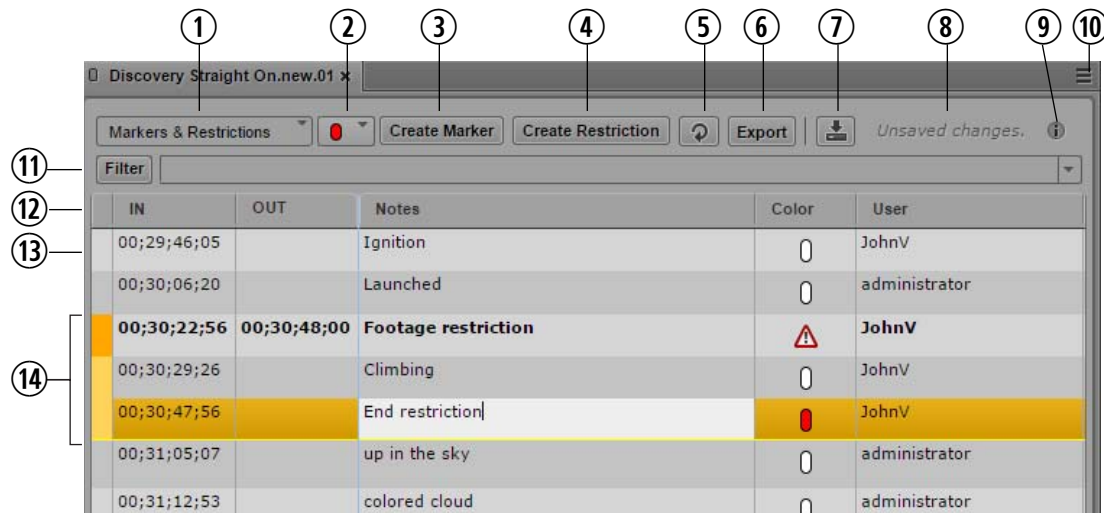 1 2 3 4 5 6 7 8 9 10
Discovery Straight On.new.01 x
Markers & Restrictions Create Marker Create Restriction Export Unsaved changes. i
11 Filter
12 IN OUT Notes Color User
13 00;29;46;05 Ignition JohnV
00;30;06;20 Launched administrator
00;30;22;56 00;30;48;00 Footage restriction JohnV
14 00;30;29;26 Climbing JohnV
00;30;47;56 End restriction JohnV
00;31;05;07 up in the sky administrator
00;31;12;53 colored cloud administrator